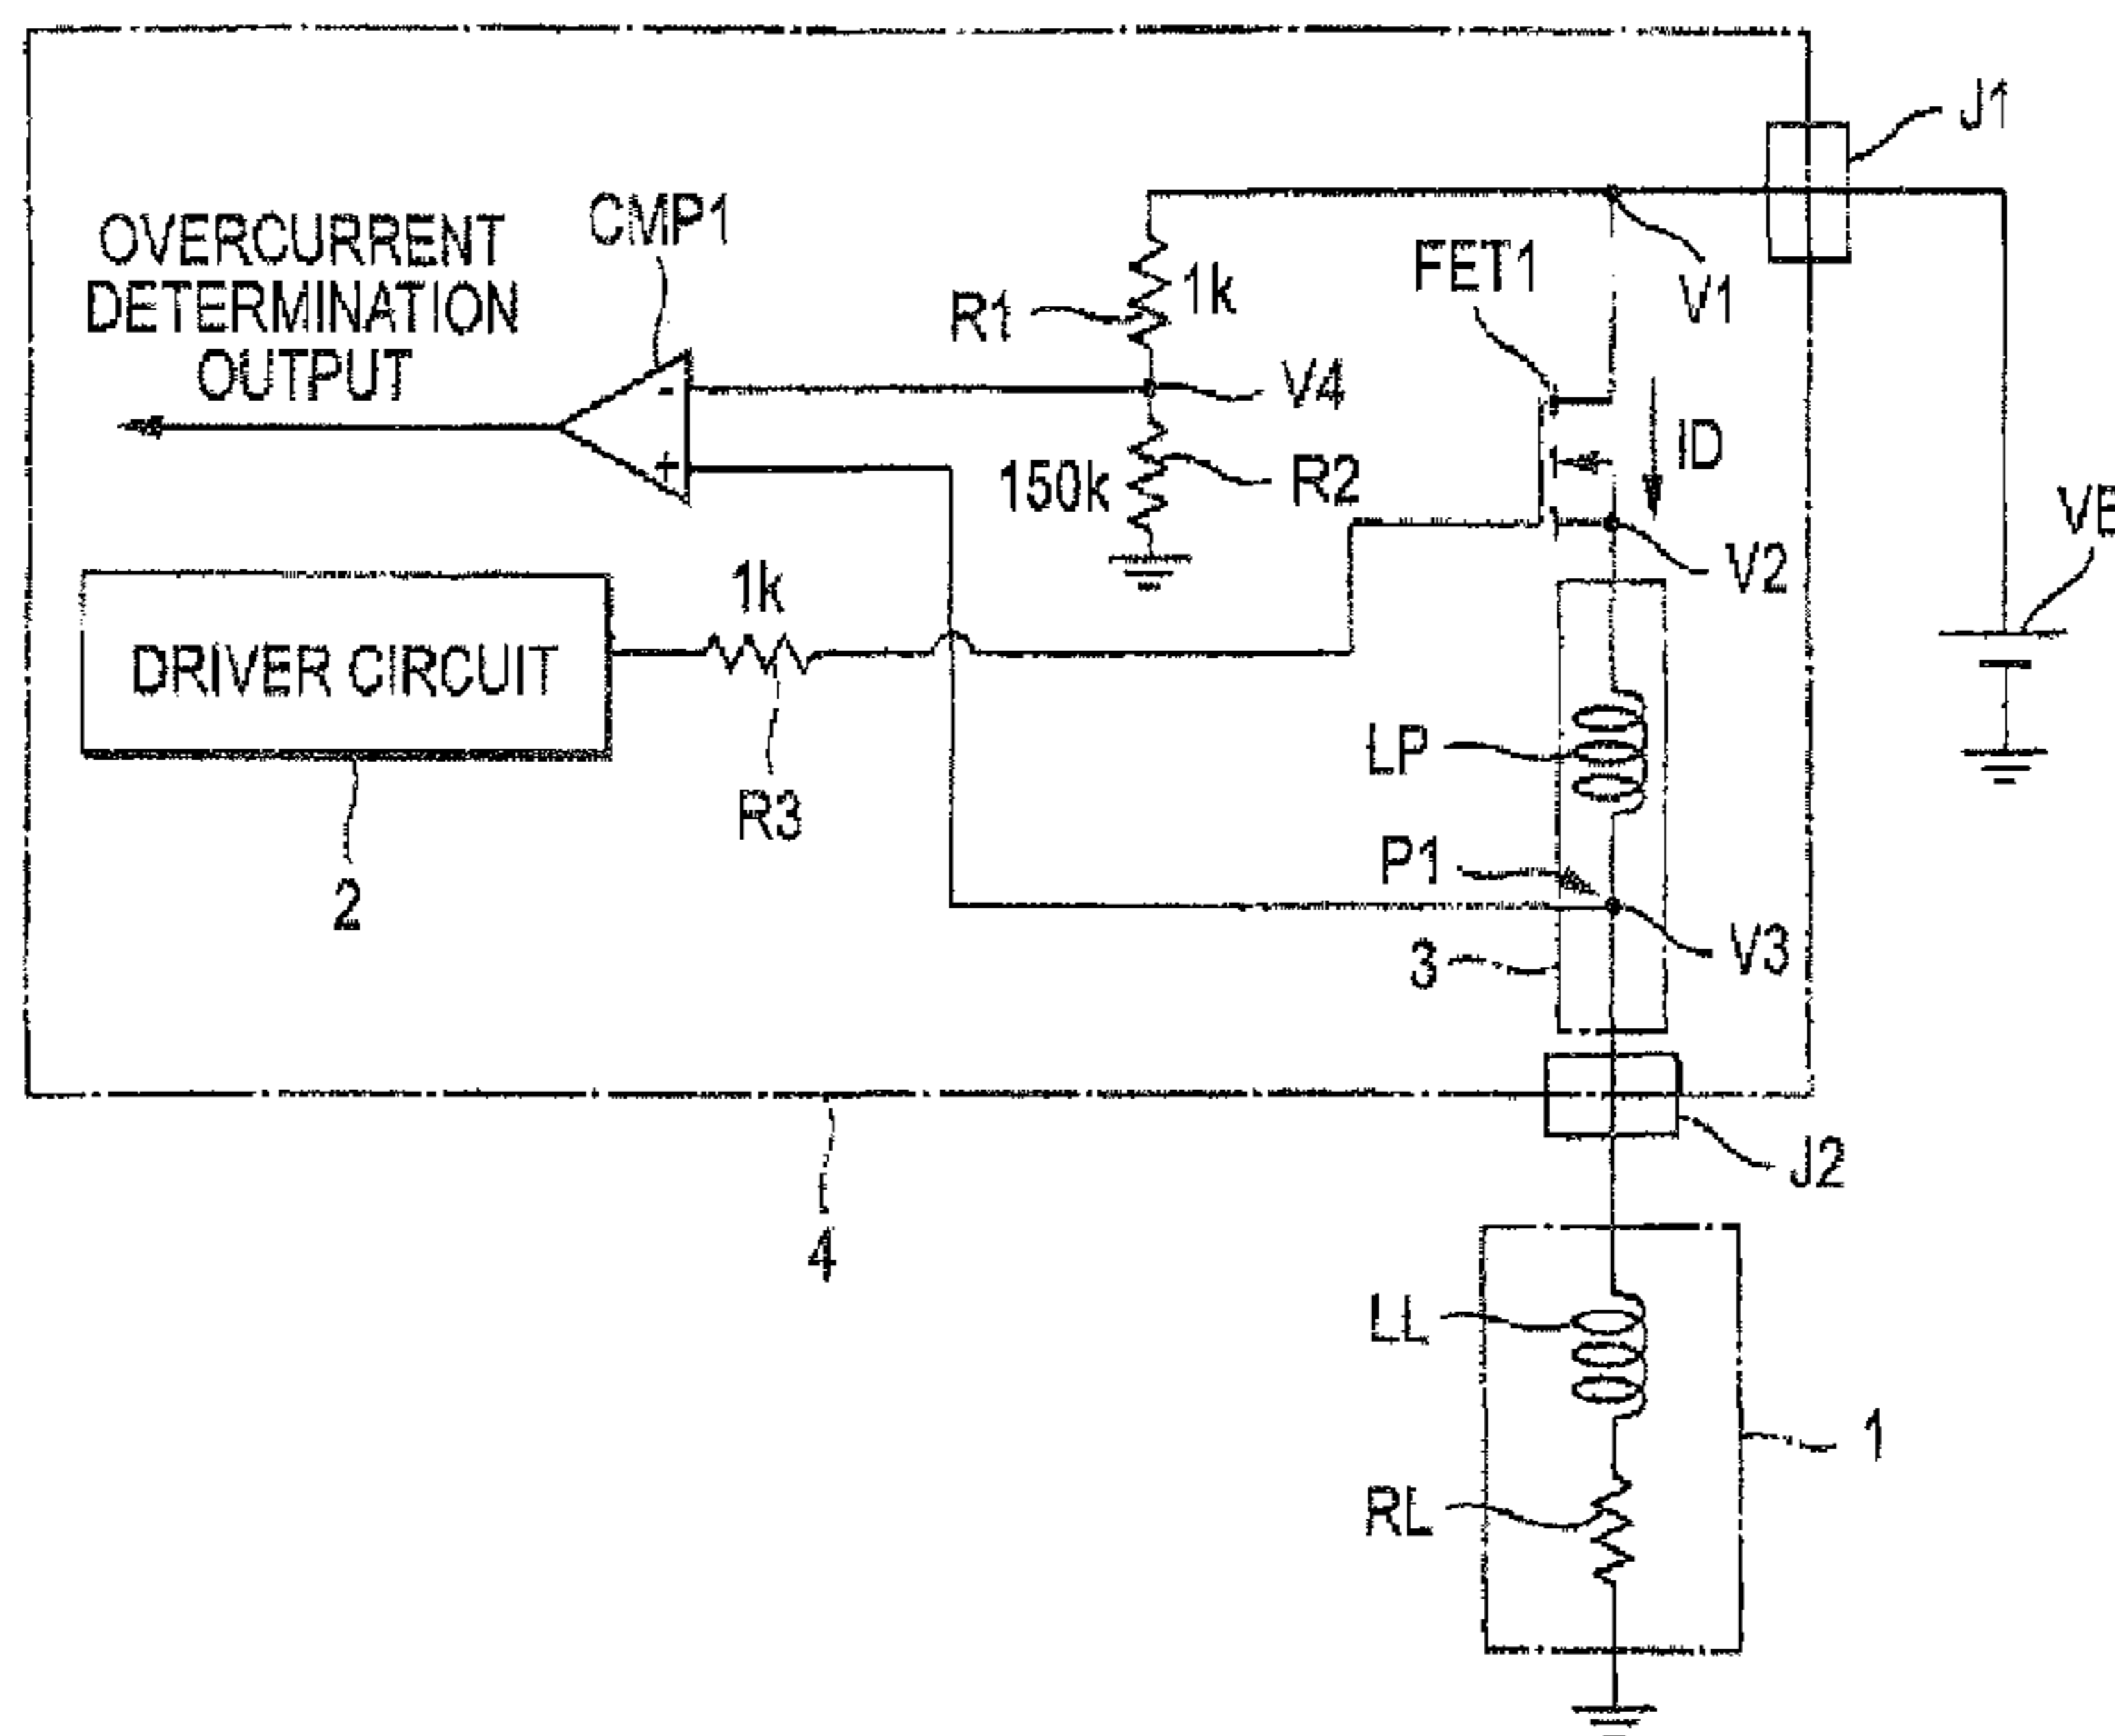 J1
OVERCURRENT
DETERMINATION
OUTPUT
CMP1
FET1
V1
R1
1k
V4
-
+
ID
150k
R2
V2
DRIVER CIRCUIT
1k
R3
LP
P1
V3
2
3
J2
4
LL
1
RL